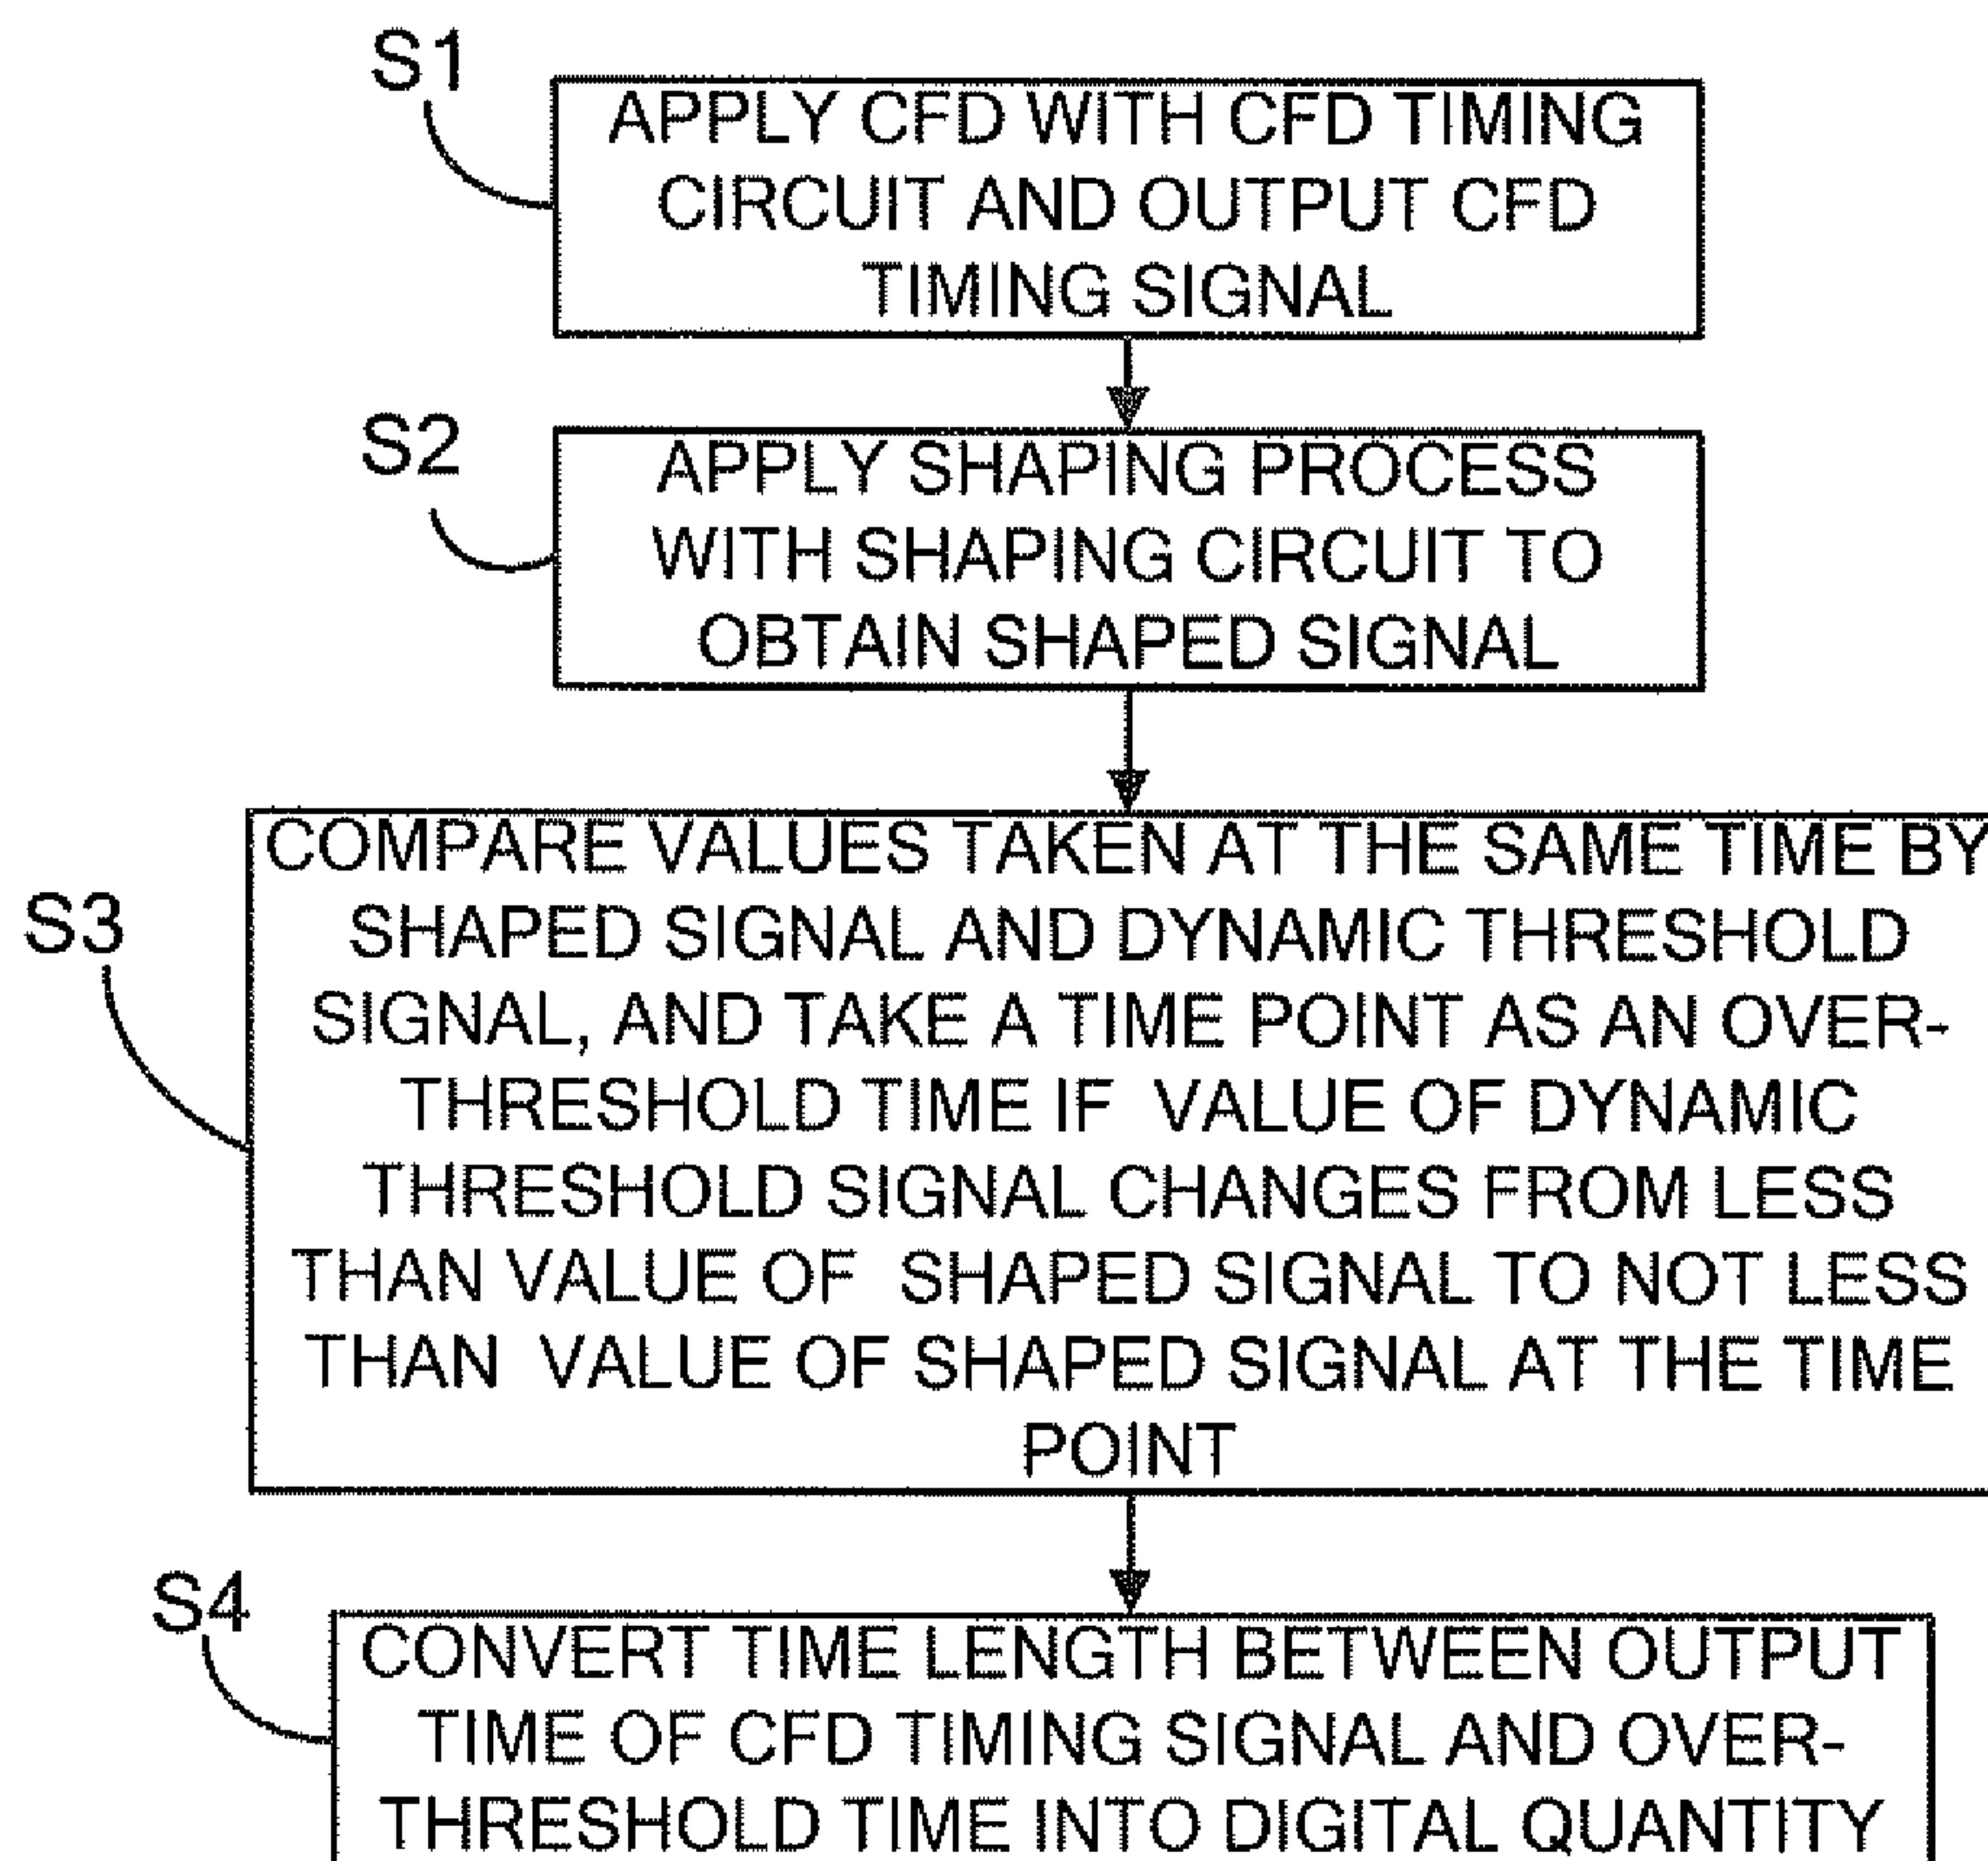 S1
APPLY CFD WITH CFD TIMING
CIRCUIT AND OUTPUT CFD
TIMING SIGNAL
S2
APPLY SHAPING PROCESS
WITH SHAPING CIRCUIT TO
OBTAIN SHAPED SIGNAL
S3
COMPARE VALUES TAKEN AT THE SAME TIME BY
SHAPED SIGNAL AND DYNAMIC THRESHOLD
SIGNAL, AND TAKE A TIME POINT AS AN OVER-
THRESHOLD TIME IF VALUE OF DYNAMIC
THRESHOLD SIGNAL CHANGES FROM LESS
THAN VALUE OF SHAPED SIGNAL TO NOT LESS
THAN VALUE OF SHAPED SIGNAL AT THE TIME
POINT
S4
CONVERT TIME LENGTH BETWEEN OUTPUT
TIME OF CFD TIMING SIGNAL AND OVER-
THRESHOLD TIME INTO DIGITAL QUANTITY